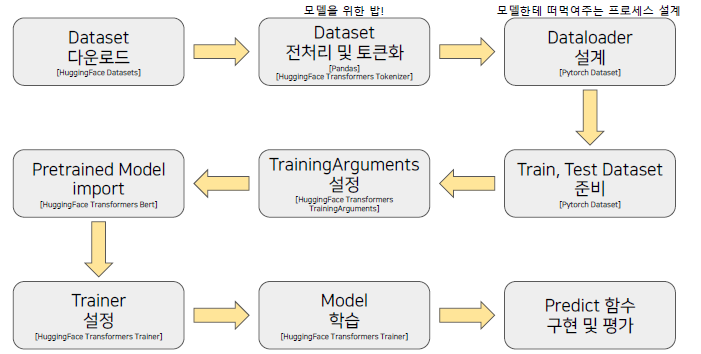 모델을 위한 밥!
모델한테 떠먹여주는 프로세스 설계
Dataset
다운로드
[HuggingFace Datasets]
Dataset
전처리 및 토큰화
[Pandas]
[HuggingFace Transformers Tokenizer]
Dataloader
설계
[Pytorch Dataset]
Train, Test Dataset
준비
[Pytorch Dataset]
TrainingArguments
설정
[HuggingFace Transformers
TrainingArguments]
Pretrained Model
import
[HuggingFace Transformers Bert]
Trainer
설정
[HuggingFace Transformers Trainer]
Model
학습
[HuggingFace Transformers Trainer]
Predict 함수
구현 및 평가